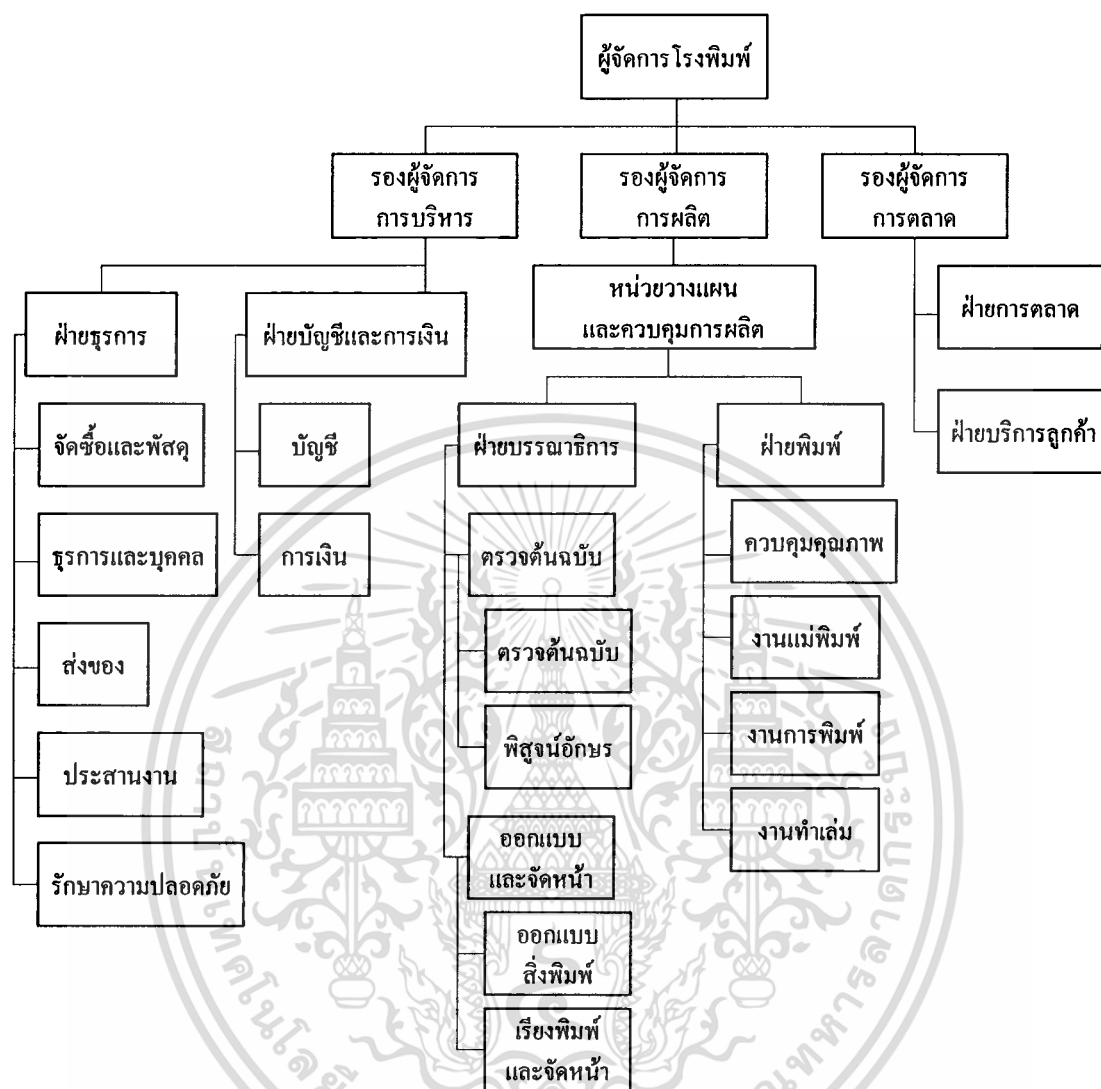 ผู้จัดการโรงพิมพ์
รองผู้จัดการ
การบริหาร
รองผู้จัดการ
การผลิต
รองผู้จัดการ
การตลาด
ฝ่ายธุรการ
จัดซื้อและพัสดุ
ธุรการและบุคคล
ส่งของ
ประสานงาน
รักษาความปลอดภัย
ฝ่ายบัญชีและการเงิน
บัญชี
การเงิน
หน่วยวางแผน
และควบคุมการผลิต
ฝ่ายบรรณาธิการ
ตรวจต้นฉบับ
ตรวจต้นฉบับ
พิสูจน์อักษร
ออกแบบ
และจัดหน้า
ออกแบบ
สิ่งพิมพ์
เรียงพิมพ์
และจัดหน้า
ฝ่ายพิมพ์
ควบคุมคุณภาพ
งานแม่พิมพ์
งานการพิมพ์
งานทำเล่ม
ฝ่ายการตลาด
ฝ่ายบริการลูกค้า